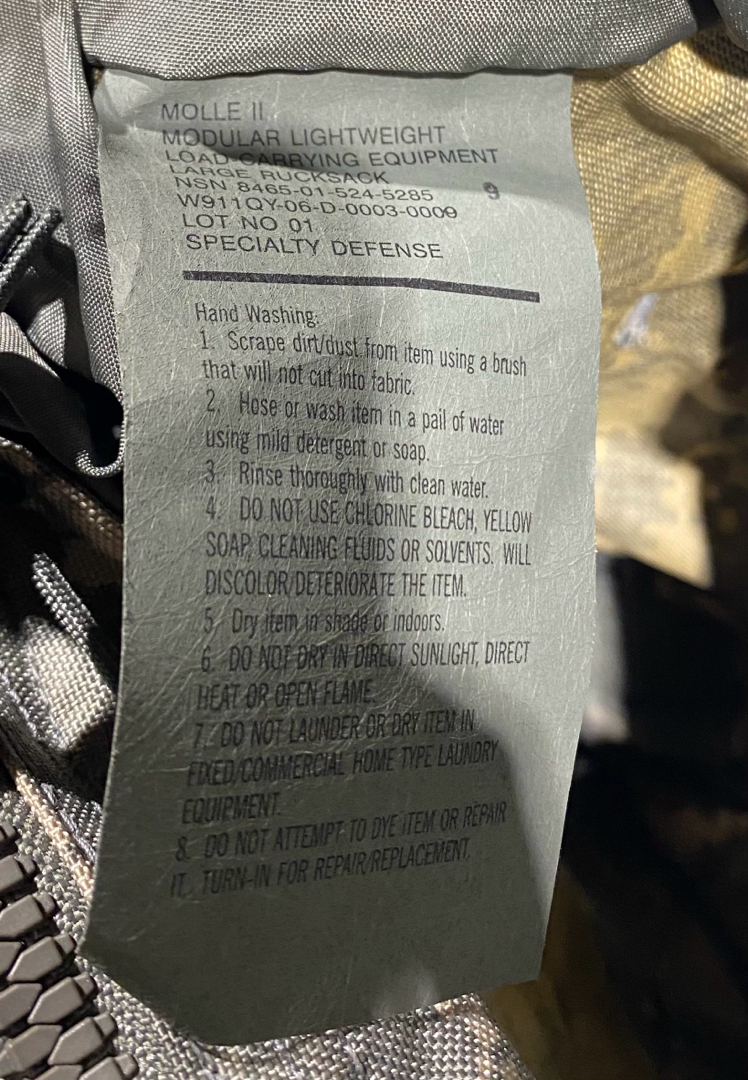 MOLLE II
MODULAR LIGHTWEIGHT
LOAD-CARRYING EQUIPMENT
LARGE RUCKSACK
NSN 8465-01-524-5285 9
W911QY-06-D-0003-0009
LOT NO 01
SPECIALTY DEFENSE
Hand Washing:
1. Scrape dirt/dust from item using a brush
that will not cut into fabric.
2. Hose or wash item in a pail of water
using mild detergent or soap.
3. Rinse thoroughly with clean water.
4. DO NOT USE CHLORINE BLEACH, YELLOW
SOAP, CLEANING FLUIDS OR SOLVENTS. WILL
DISCOLOR/DETERIORATE THE ITEM.
5. Dry item in shade or indoors.
6. DO NOT DRY IN DIRECT SUNLIGHT, DIRECT
HEAT OR OPEN FLAME.
7. DO NOT LAUNDER OR DRY ITEM IN
FIXED/COMMERCIAL HOME TYPE LAUNDRY
EQUIPMENT.
8. DO NOT ATTEMPT TO DYE ITEM OR REPAIR
IT. TURN-IN FOR REPAIR/REPLACEMENT.